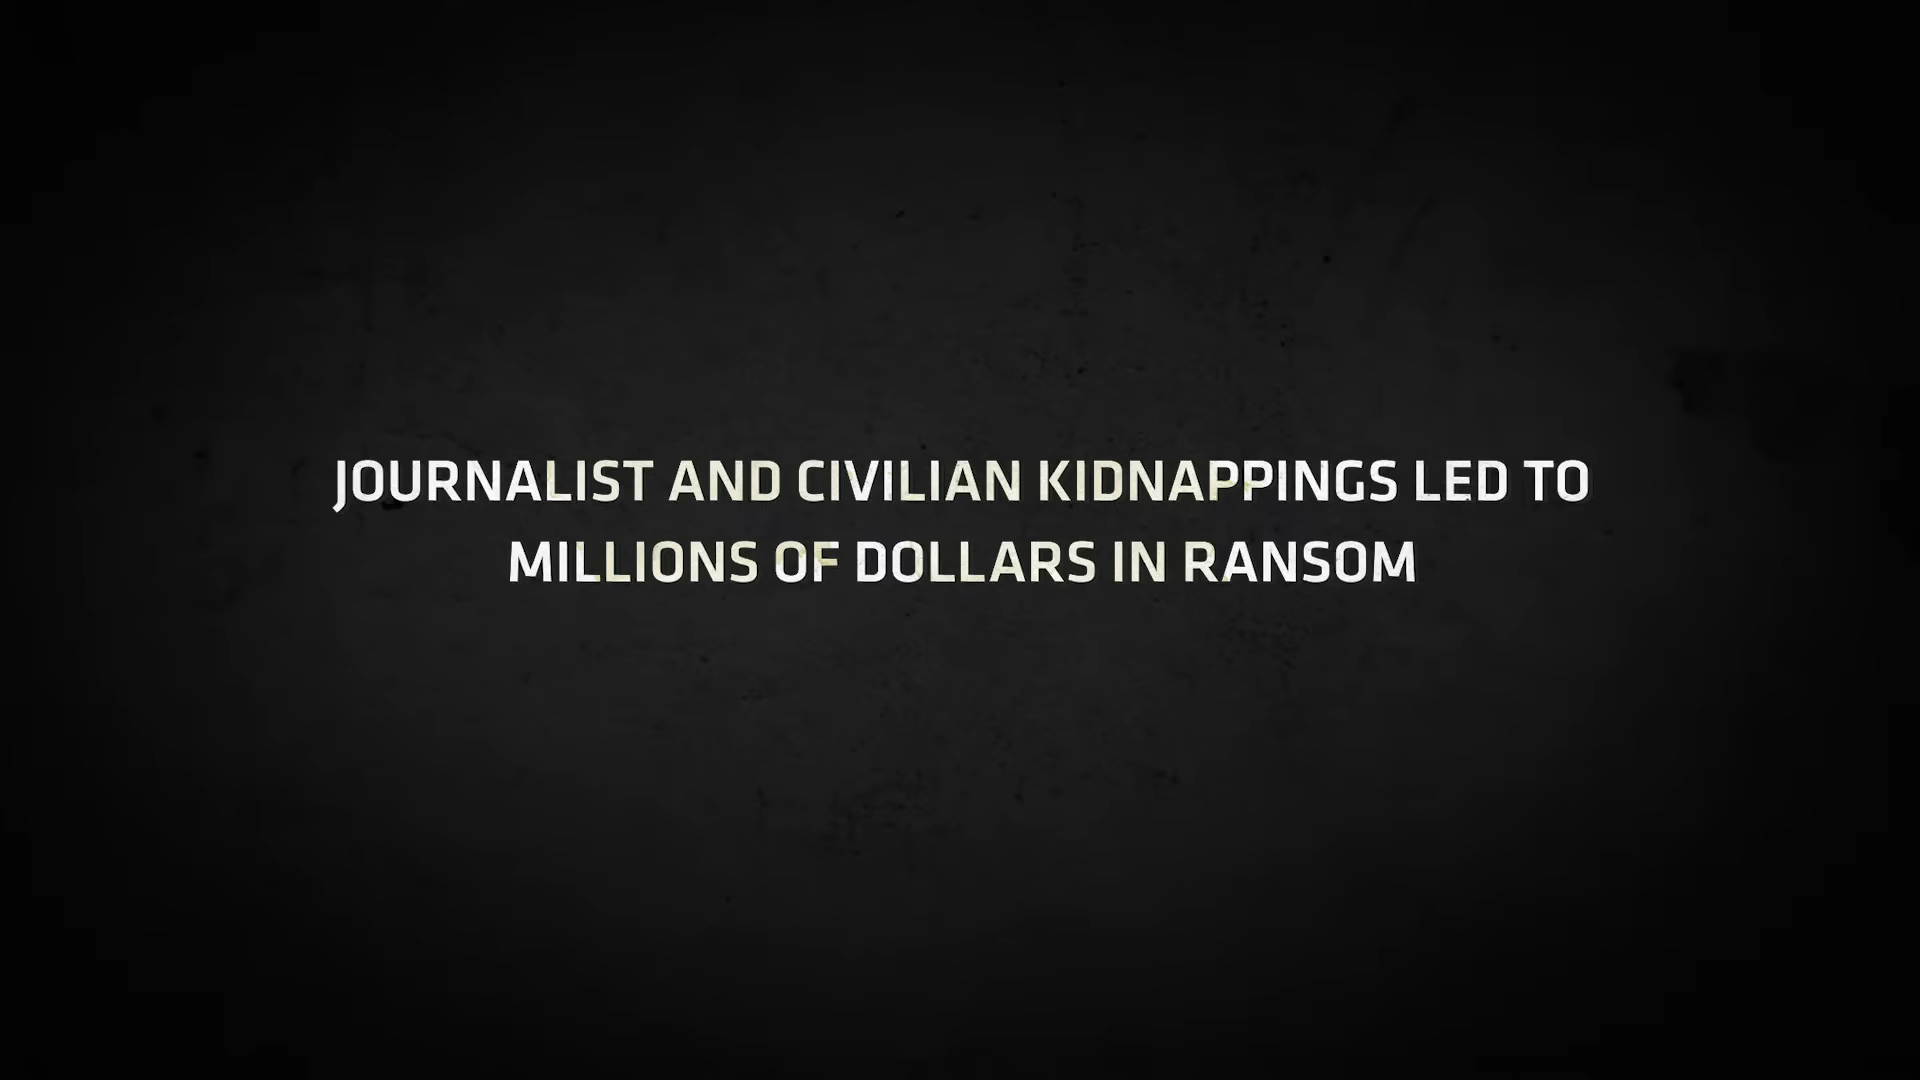 JOURNALIST AND CIVILIAN KIDNAPPINGS LED TO
MILLIONS OF DOLLARS IN RANSOM